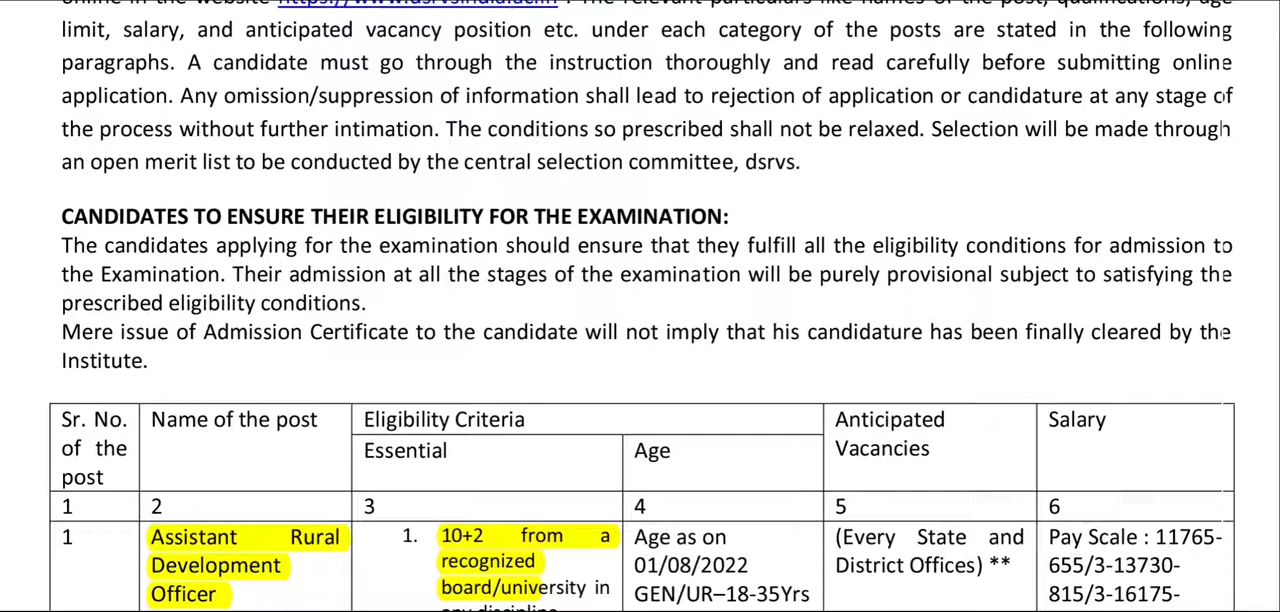 limit, salary, and anticipated vacancy position etc. under each category of the posts are stated in the following
paragraphs. A candidate must go through the instruction thoroughly and read carefully before submitting online
application. Any omission/suppression of information shall lead to rejection of application or candidature at any stage of
the process without further intimation. The conditions so prescribed shall not be relaxed. Selection will be made through
an open merit list to be conducted by the central selection committee, dsrvs.
CANDIDATES TO ENSURE THEIR ELIGIBILITY FOR THE EXAMINATION:
The candidates applying for the examination should ensure that they fulfill all the eligibility conditions for admission to
the Examination. Their admission at all the stages of the examination will be purely provisional subject to satisfying the
prescribed eligibility conditions.
Mere issue of Admission Certificate to the candidate will not imply that his candidature has been finally cleared by the
Institute.
Sr. No. of the post
Name of the post
Eligibility Criteria
Essential
Age
Anticipated Vacancies
Salary
1 2 3 4 5 6
1
Assistant Rural
Development
Officer
1. 10+2 from a
recognized
board/university in
Age as on
01/08/2022
GEN/UR–18-35Yrs
(Every State and
District Offices) **
Pay Scale : 11765-
655/3-13730-
815/3-16175-